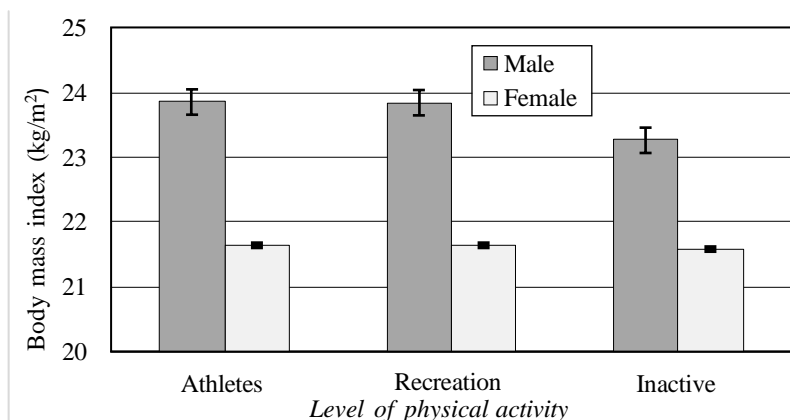 25
24
23
22
21
20
Body mass index (kg/m²)
Male
Female
Athletes
Recreation
Inactive
Level of physical activity